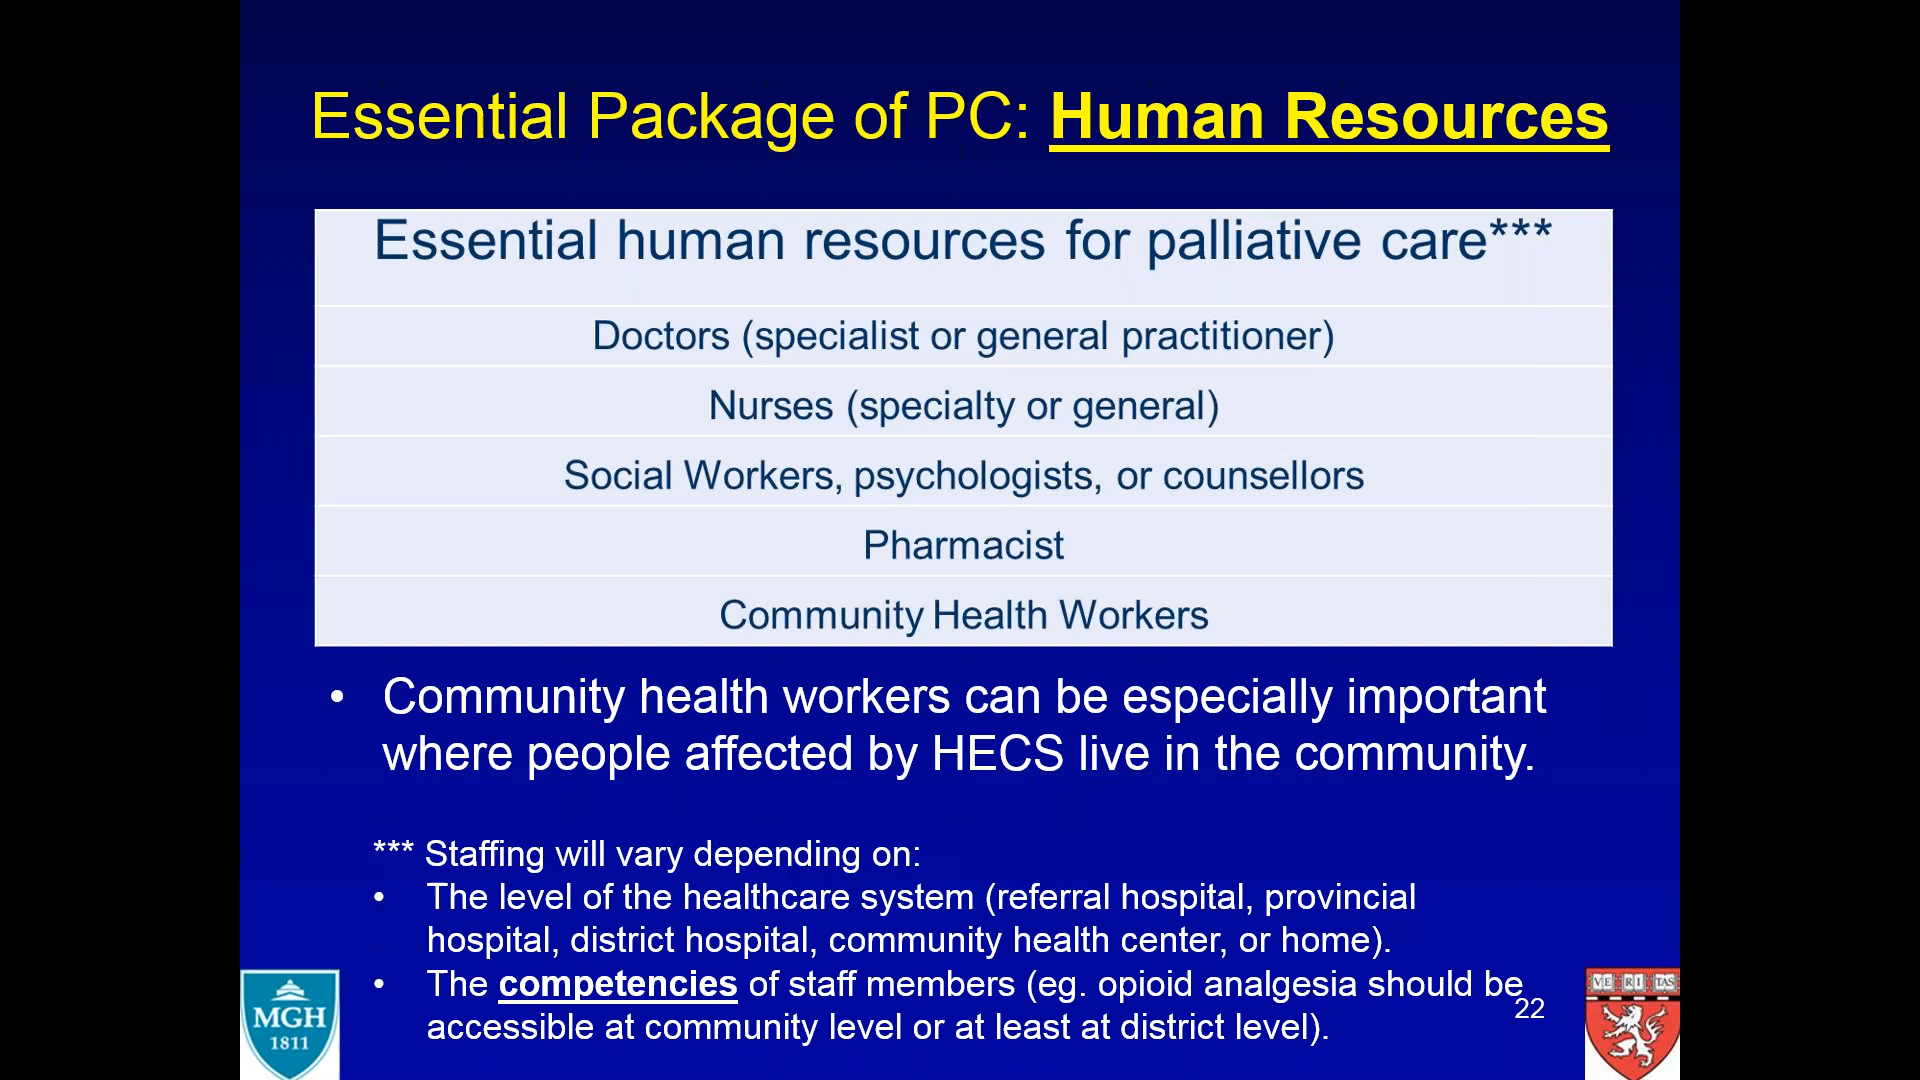 Essential Package of PC: Human Resources
Essential human resources for palliative care***
Doctors (specialist or general practitioner)
Nurses (specialty or general)
Social Workers, psychologists, or counsellors
Pharmacist
Community Health Workers
• Community health workers can be especially important
where people affected by HECS live in the community.
*** Staffing will vary depending on:
• The level of the healthcare system (referral hospital, provincial
hospital, district hospital, community health center, or home).
• The competencies of staff members (eg. opioid analgesia should be
accessible at community level or at least at district level).
22
MGH
1811
VE RI TAS